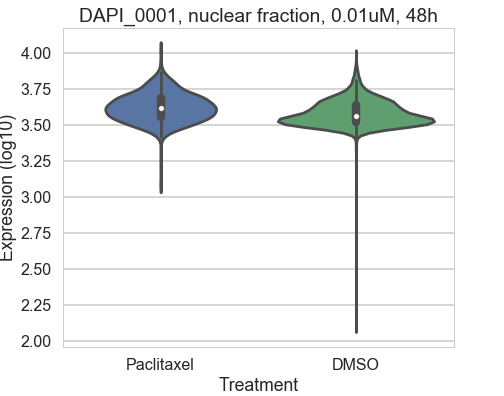 DAPI_0001, nuclear fraction, 0.01uM, 48h
Expression (log10)
4.00
3.75
3.50
3.25
3.00
2.75
2.50
2.25
2.00
Paclitaxel DMSO
Treatment